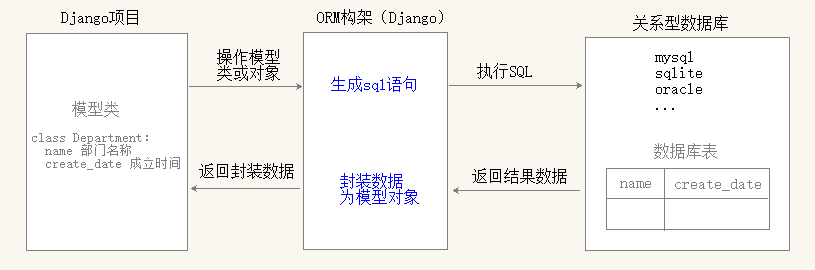 Django项目
ORM构架（Django）
关系型数据库
模型类
class Department:
name 部门名称
create_date 成立时间
操作模型
类或对象
返回封装数据
生成sql语句
封装数据
为模型对象
执行SQL
返回结果数据
mysql
sqlite
oracle
...
数据库表
name create_date